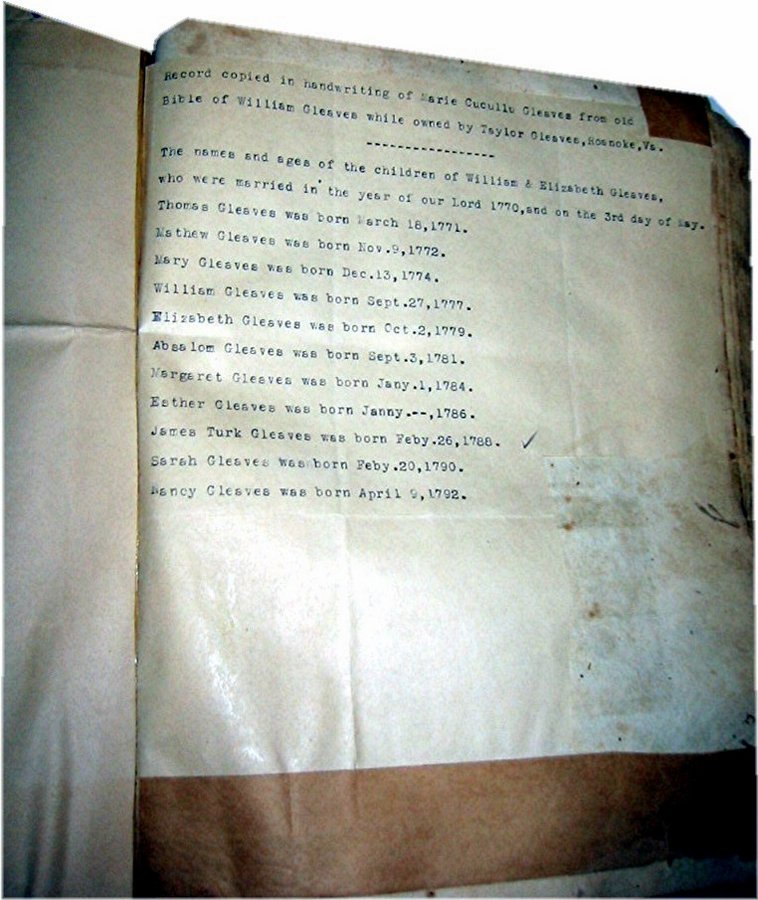 Record copied in handwriting of Marie Cucullu Gleaves from old
Bible of William Gleaves while owned by Taylor Gleaves,Roanoke,Va.
----------------
The names and ages of the children of William & Elizabeth Gleaves,
who were married in the year of our Lord 1770,and on the 3rd day of May.
Thomas Gleaves was born March 18,1771.
Mathew Gleaves was born Nov.9,1772.
Mary Gleaves was born Dec.13,1774.
William Gleaves was born Sept.27,1777.
Elizabeth Gleaves was born Oct.2,1779.
Absalom Gleaves was born Sept.3,1781.
Margaret Gleaves was born Jany.1,1784.
Esther Gleaves was born Janny.--,1786.
James Turk Gleaves was born Feby.26,1788. ✓
Sarah Gleaves was born Feby.20,1790.
Nancy Gleaves was born April 9,1792.